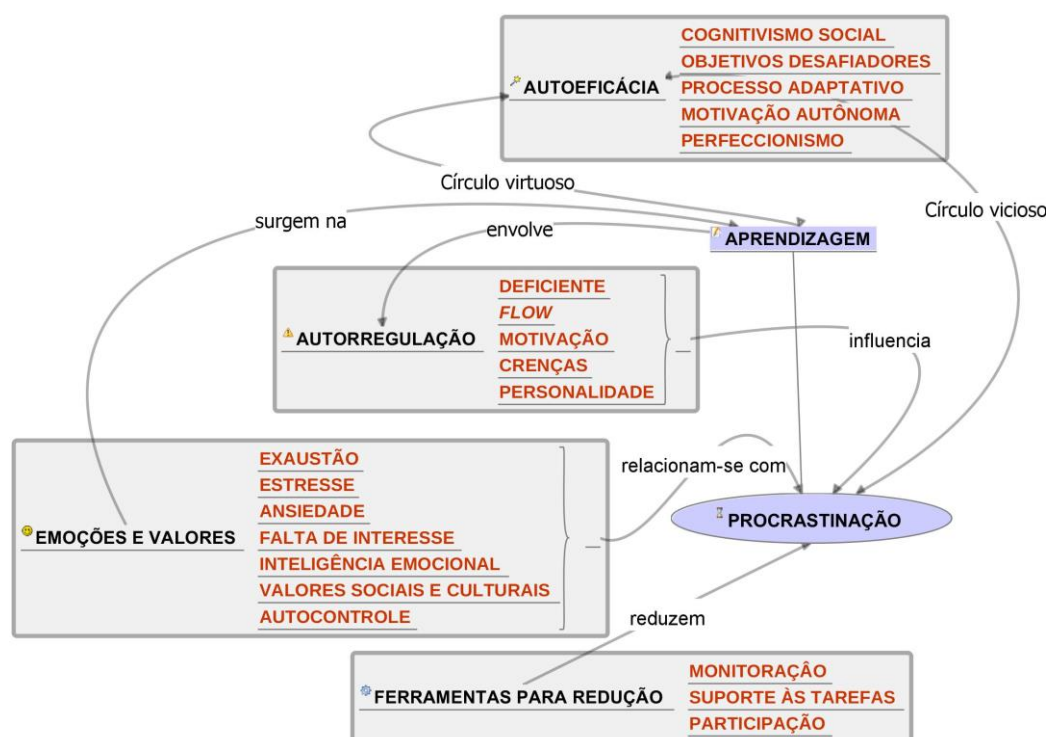 AUTOEFICÁCIA
COGNITIVISMO SOCIAL
OBJETIVOS DESAFIADORES
PROCESSO ADAPTATIVO
MOTIVAÇÃO AUTÔNOMA
PERFECCIONISMO
Círculo virtuoso
Círculo vicioso
surgem na
envolve
APRENDIZAGEM
AUTORREGULAÇÃO
DEFICIENTE
FLOW
MOTIVAÇÃO
CRENÇAS
PERSONALIDADE
influencia
EMOÇÕES E VALORES
EXAUSTÃO
ESTRESSE
ANSIEDADE
FALTA DE INTERESSE
INTELIGÊNCIA EMOCIONAL
VALORES SOCIAIS E CULTURAIS
AUTOCONTROLE
relacionam-se com
PROCRASTINAÇÃO
reduzem
FERRAMENTAS PARA REDUÇÃO
MONITORAÇÂO
SUPORTE ÀS TAREFAS
PARTICIPAÇÃO